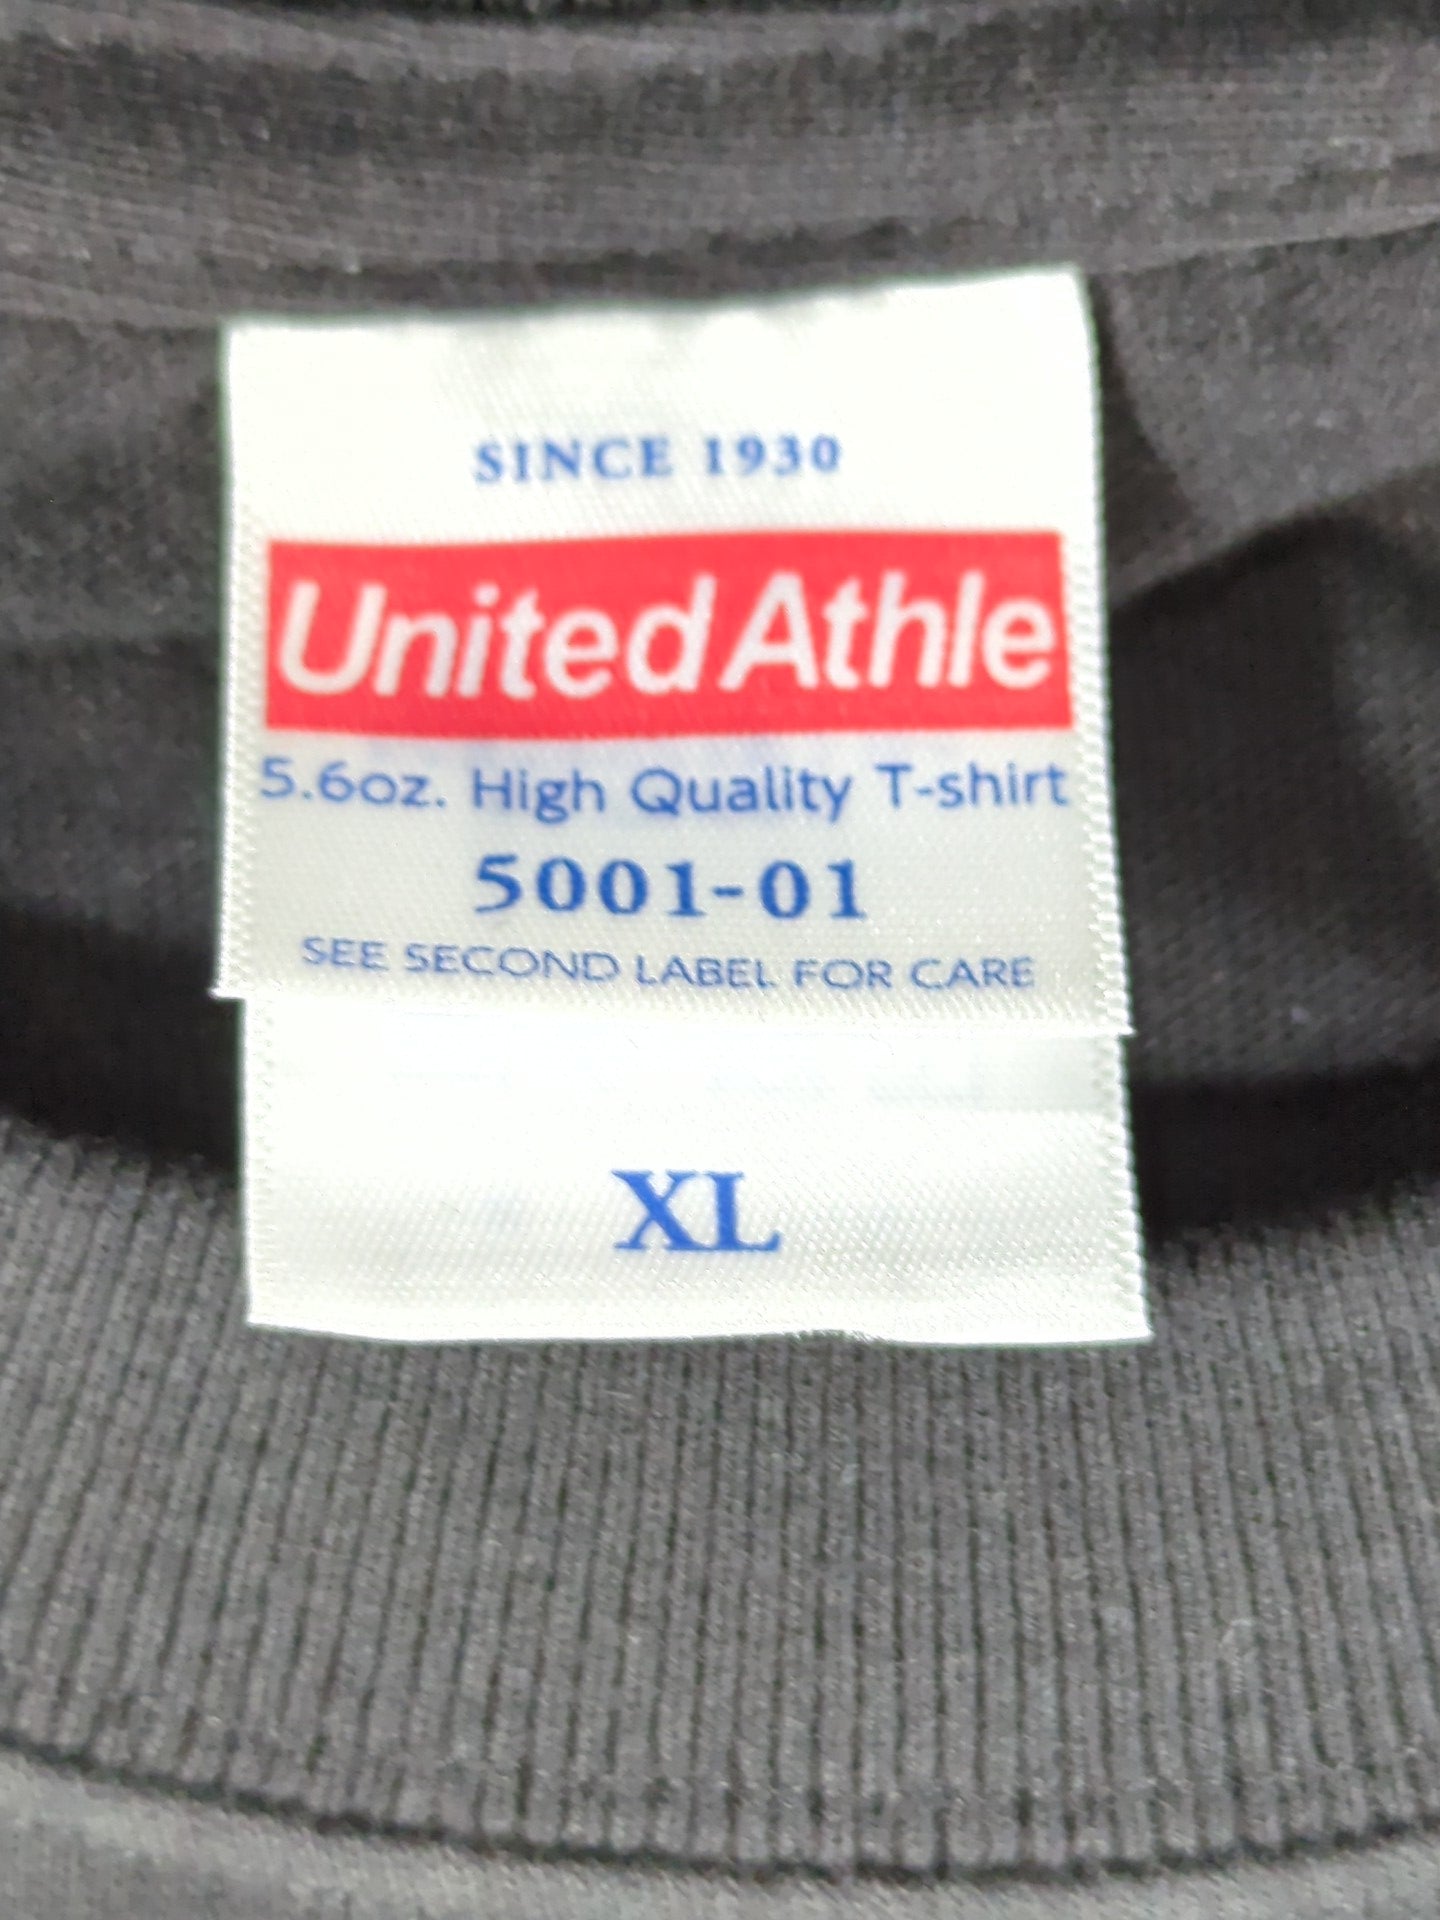 SINCE 1930
United Athle
5.6oz. High Quality T-shirt
5001-01
SEE SECOND LABEL FOR CARE
XL